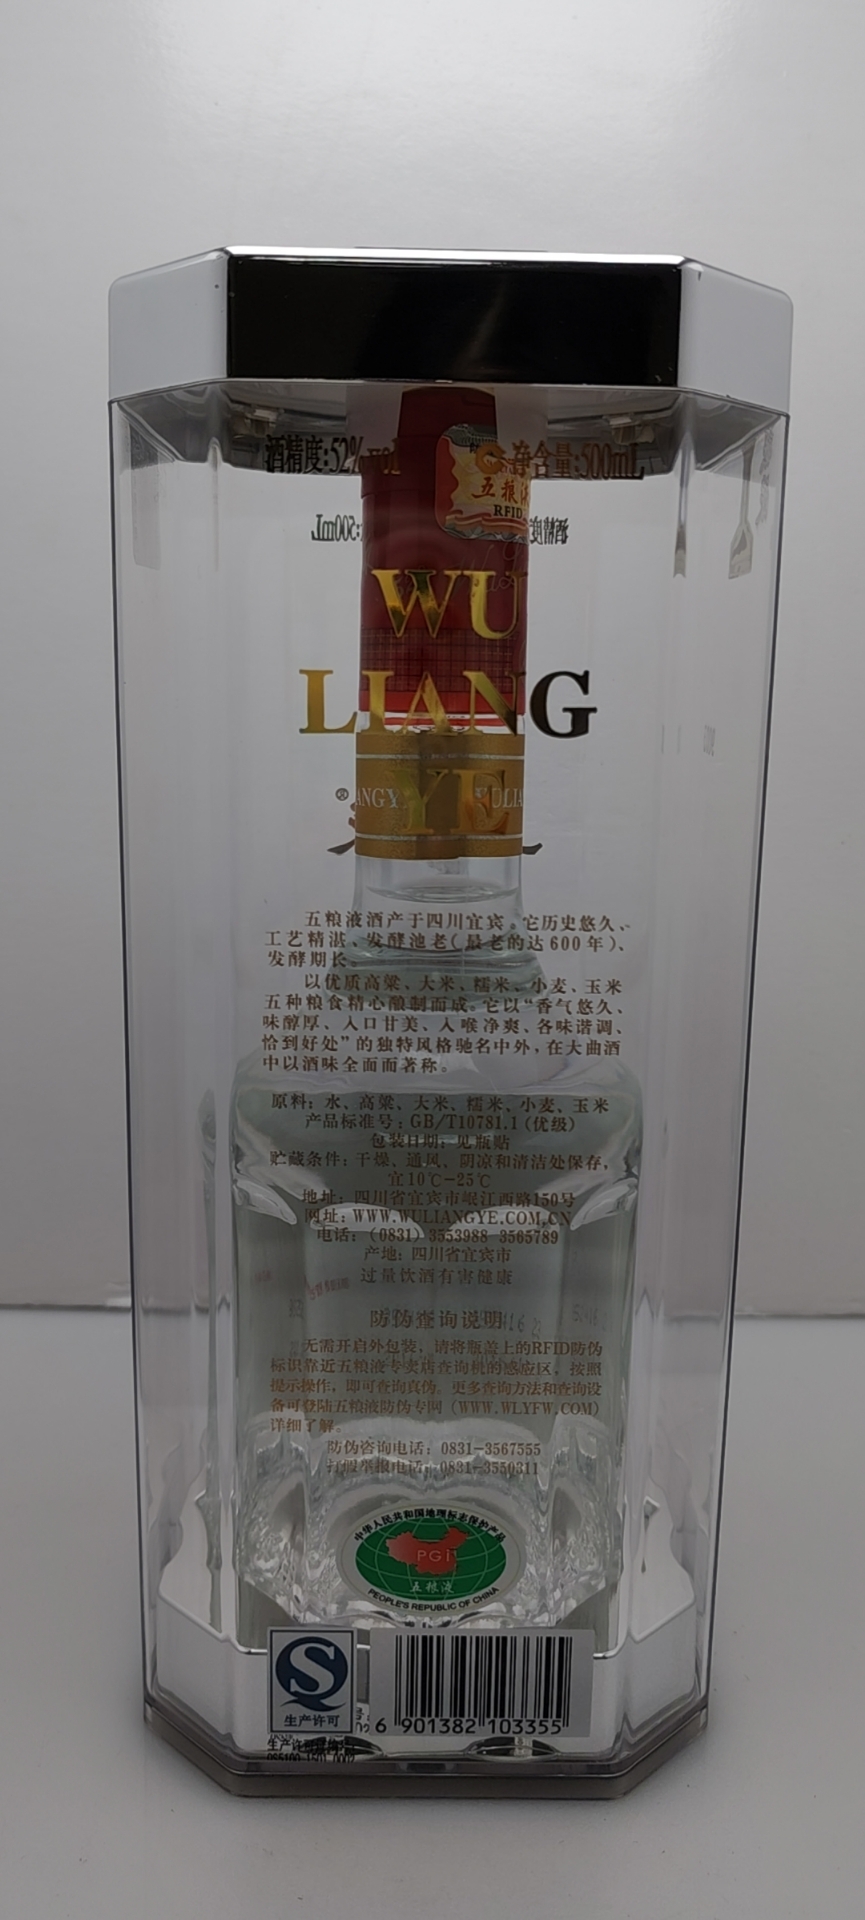 酒精度:52%vol 净含量:500mL
五粮液
RFID
WU
LIANG
YE
五粮液酒产于四川宜宾。它历史悠久、
工艺精湛、发酵池老(最老的达600年)、
发酵期长。
以优质高粱、大米、糯米、小麦、玉米
五种粮食精心酿制而成。它以“香气悠久、
味醇厚、入口甘美、入喉净爽、各味谐调、
恰到好处”的独特风格驰名中外,在大曲酒
中以酒味全面而著称。
原料:水、高粱、大米、糯米、小麦、玉米
产品标准号:GB/T10781.1(优级)
包装日期:见瓶贴
贮藏条件:干燥、通风、阴凉和清洁处保存,
宜10℃-25℃
地址:四川省宜宾市岷江西路150号
网址:WWW.WULIANGYE.COM.CN
电话:(0831)3553988 3565789
产地:四川省宜宾市
过量饮酒有害健康
防伪查询说明
无需开启外包装,请将瓶盖上的RFID防伪
标识靠近五粮液专卖店查询机的感应区,按照
提示操作,即可查询真伪。更多查询方法和查询设
备可登陆五粮液防伪专网(WWW.WLYFW.COM)
详细了解。
防伪咨询电话:0831-3567555
打假举报电话:0831-3550311
中华人民共和国地理标志保护产品
PGI
五粮液
PEOPLE'S REPUBLIC OF CHINA
生产许可
6 901382 103355